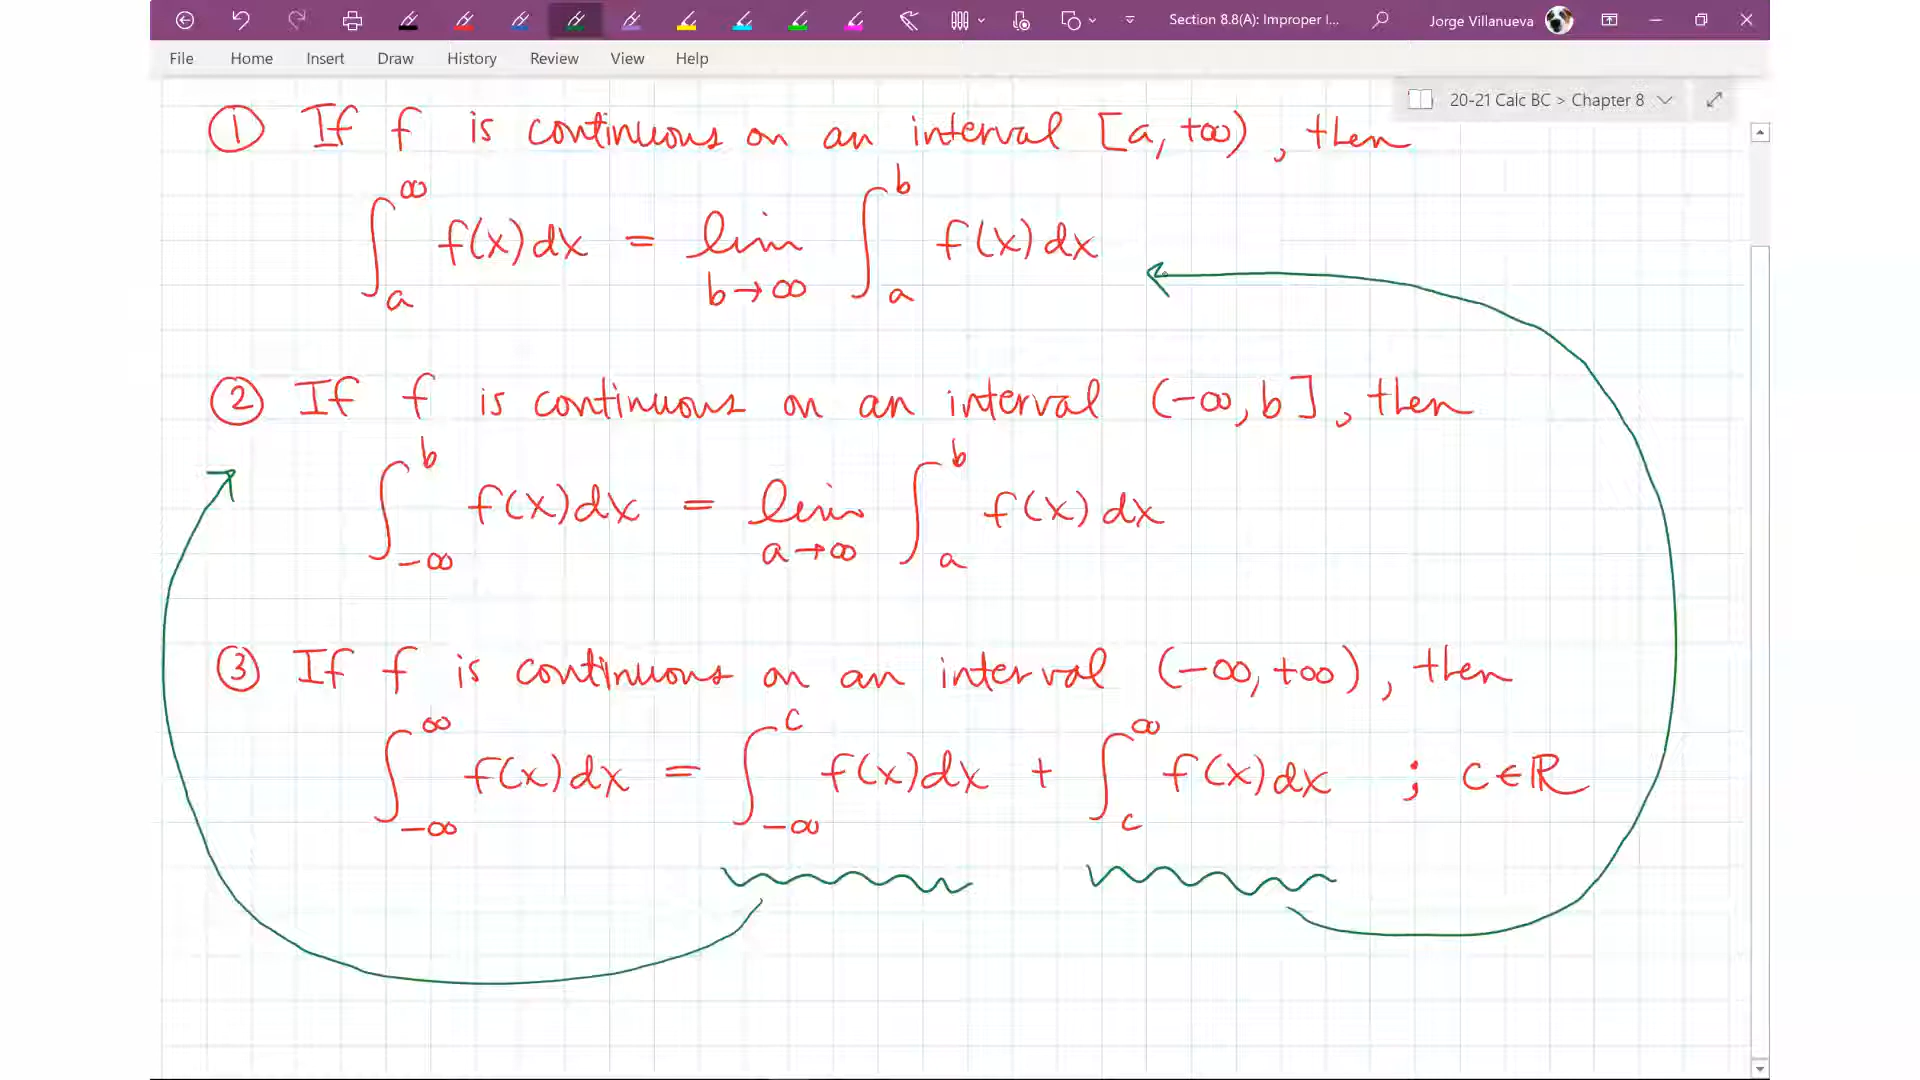 Section 8.8(A): Improper I... Jorge Villanueva
File Home Insert Draw History Review View Help
20-21 Calc BC > Chapter 8
① If f is continuous on an interval [a, +∞), then
∫_a^∞ f(x)dx = lim_{b→∞} ∫_a^b f(x)dx
② If f is continuous on an interval (-∞, b], then
∫_{-∞}^b f(x)dx = lim_{a→∞} ∫_a^b f(x)dx
③ If f is continuous on an interval (-∞, +∞), then
∫_{-∞}^∞ f(x)dx = ∫_{-∞}^c f(x)dx + ∫_c^∞ f(x)dx ; c∈ℝ